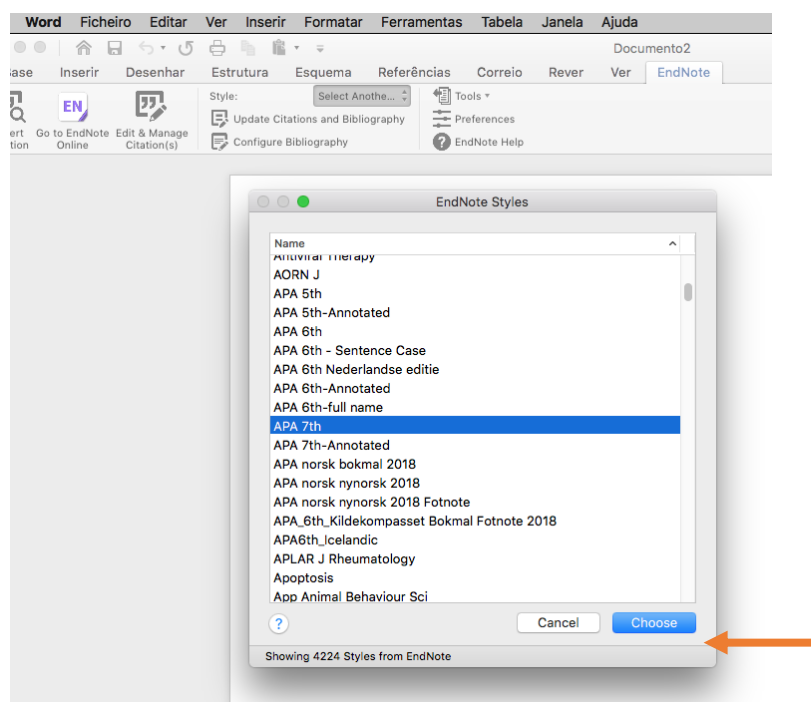 Word Ficheiro Editar Ver Inserir Formatar Ferramentas Tabela Janela Ajuda
Documento2
Inserir Desenhar Estrutura Esquema Referências Correio Rever Ver EndNote
Style: Select Anothe... Tools
EN
Update Citations and Bibliography Preferences
Go to EndNote Online
Edit & Manage Citation(s)
Configure Bibliography EndNote Help
EndNote Styles
Name
Antiviral Therapy
AORN J
APA 5th
APA 5th-Annotated
APA 6th
APA 6th - Sentence Case
APA 6th Nederlandse editie
APA 6th-Annotated
APA 6th-full name
APA 7th
APA 7th-Annotated
APA norsk bokmal 2018
APA norsk nynorsk 2018
APA norsk nynorsk 2018 Fotnote
APA_6th_Kildekompasset Bokmal Fotnote 2018
APA6th_Icelandic
APLAR J Rheumatology
Apoptosis
App Animal Behaviour Sci
? Cancel Choose
Showing 4224 Styles from EndNote